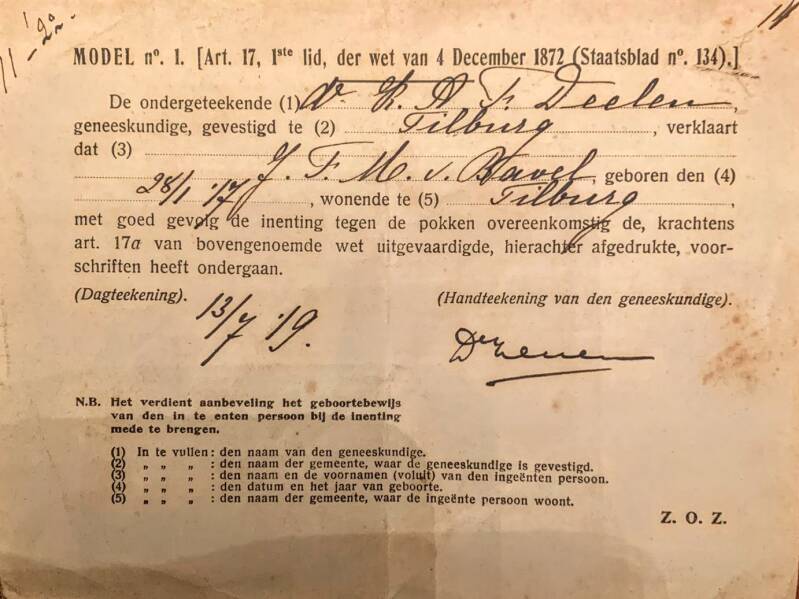 MODEL nº. 1. [Art. 17, 1ste lid, der wet van 4 December 1872 (Staatsblad nº. 134).]
De ondergeteekende (1) Dr. R. A. F. Deelen,
geneeskundige, gevestigd te (2) Tilburg, verklaart
dat (3)
J. F. M. v. Bavel, geboren den (4)
28/1 '17, wonende te (5) Tilburg,
met goed gevolg de inenting tegen de pokken overeenkomstig de, krachtens
art. 17a van bovengenoemde wet uitgevaardigde, hierachter afgedrukte, voor-
schriften heeft ondergaan.
(Dagteekening). (Handteekening van den geneeskundige).
13/7 '19.
N.B. Het verdient aanbeveling het geboortebewijs
van den in te enten persoon bij de inenting
mede te brengen.
(1) In te vullen: den naam van den geneeskundige.
(2) „ „ „ : den naam der gemeente, waar de geneeskundige is gevestigd.
(3) „ „ „ : den naam en de voornamen (voluit) van den ingeënten persoon.
(4) „ „ „ : den datum en het jaar van geboorte.
(5) „ „ „ : den naam der gemeente, waar de ingeënte persoon woont.
Z. O. Z.